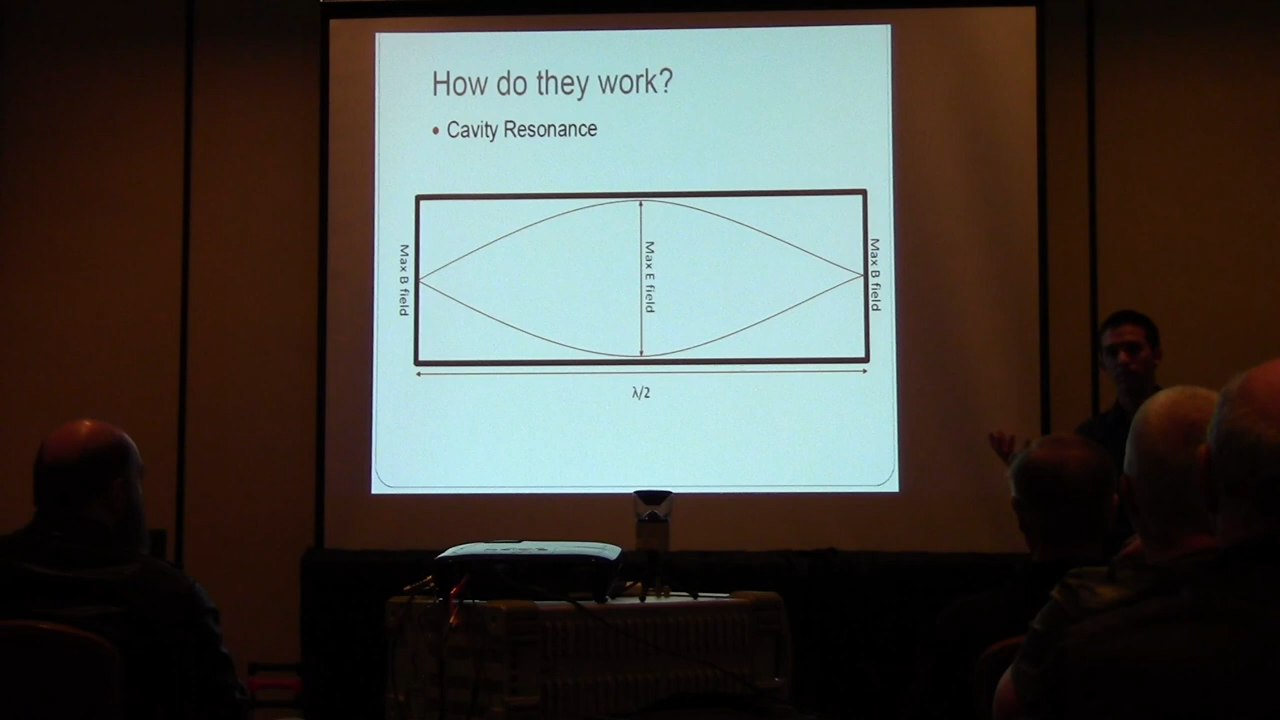 How do they work?
• Cavity Resonance
Max B field
Max E field
Max B field
λ/2